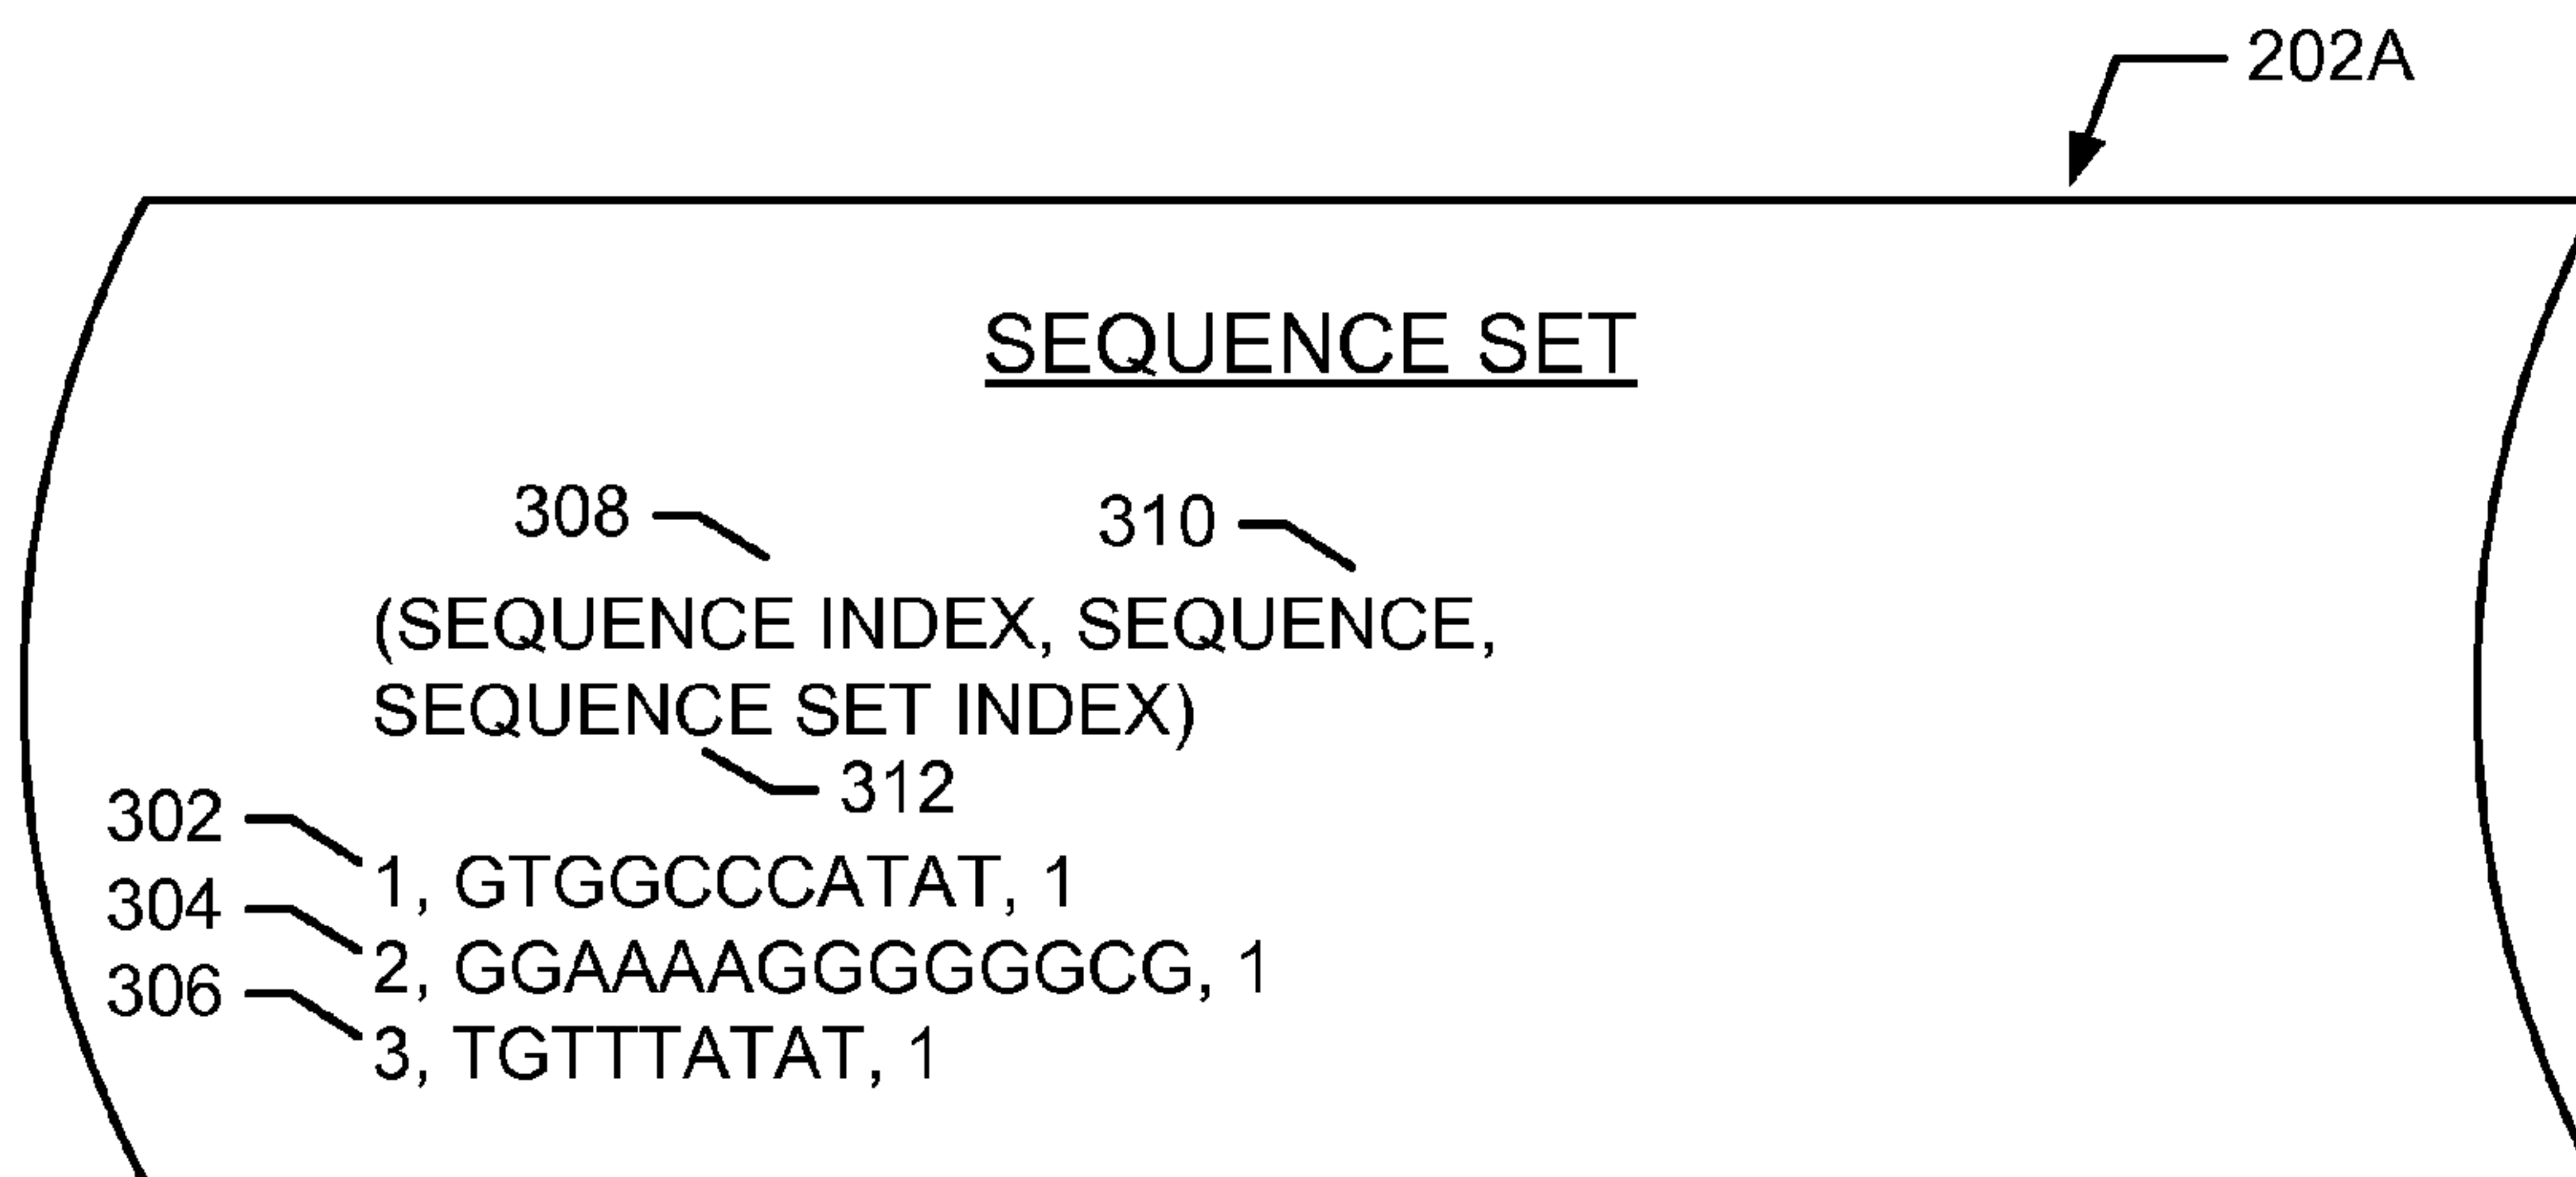 202A
SEQUENCE SET
308 310
(SEQUENCE INDEX, SEQUENCE,
SEQUENCE SET INDEX)
312
302
1, GTGGCCCATAT, 1
304
2, GGAAAAGGGGGGCG, 1
306
3, TGTTTATAT, 1